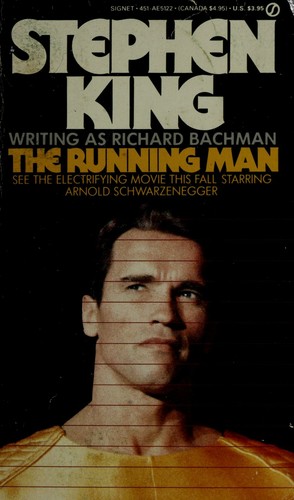 SIGNET • 451-AE5122 • (CANADA $4.95) • U.S. $3.95
STEPHEN
KING
WRITING AS RICHARD BACHMAN
THE RUNNING MAN
SEE THE ELECTRIFYING MOVIE THIS FALL STARRING
ARNOLD SCHWARZENEGGER